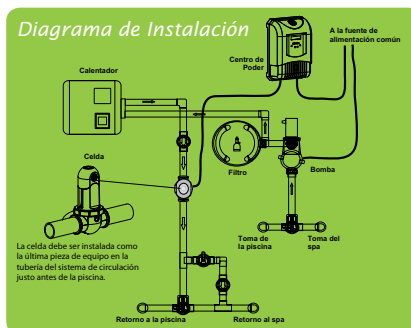 Diagrama de Instalación
A la fuente de
alimentación común
Centro de
Poder
Calentador
Celda
Filtro
Bomba
La celda debe ser instalada como
la última pieza de equipo en la
tubería del sistema de circulación
justo antes de la piscina.
Toma de
la piscina
Toma del
spa
Retorno a la piscina
Retorno al spa